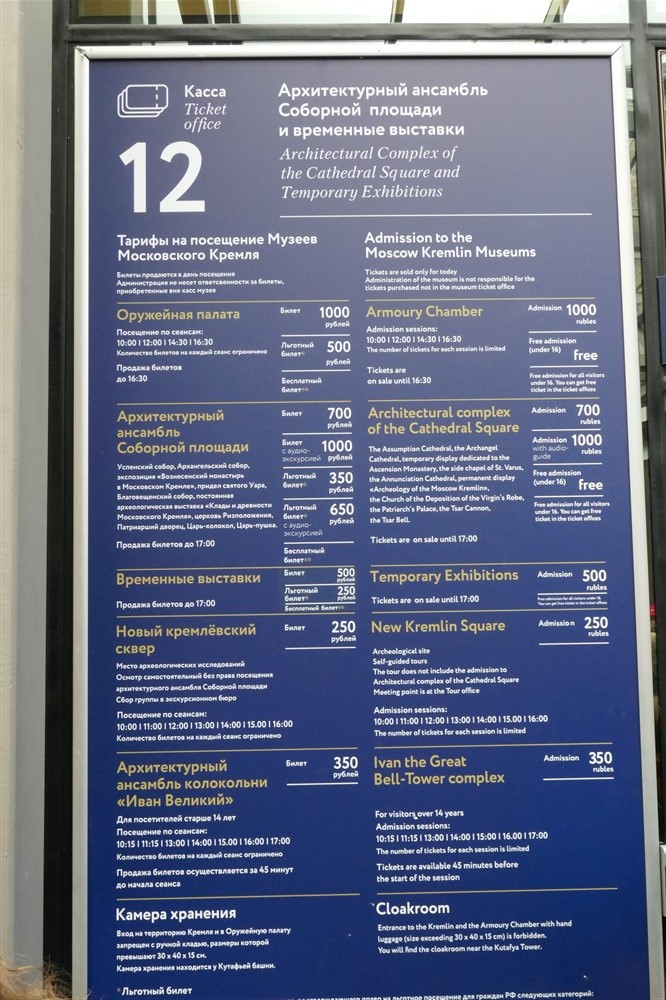 Касса
Ticket
office
12
Архитектурный ансамбль
Соборной площади
и временные выставки
Architectural Complex of
the Cathedral Square and
Temporary Exhibitions
Тарифы на посещение Музеев
Московского Кремля
Билеты продаются в день посещения
Администрация не несет ответсвенности за билеты,
приобретенные вне касс музея
Оружейная палата
Посещение по сеансам:
10:00 | 12:00 | 14:30 | 16:30
Количество билетов на каждый сеанс ограничено
Продажа билетов
до 16:30
Билет 1000
рублей
Льготный 500
билет* рублей
Бесплатный
билет**
Архитектурный
ансамбль
Соборной площади
Успенский собор, Архангельский собор,
экспозиция «Вознесенский монастырь
в Московском Кремле», придел святого Уара,
Благовещенский собор, постоянная
археологическая выставка «Клады и древности
Московского Кремля», церковь Ризположения,
Патриарший дворец, Царь-колокол, Царь-пушка.
Продажа билетов до 17:00
Билет 700
рублей
Билет 1000
с аудио- рублей
экскурсией
Льготный 350
билет* рублей
Льготный 650
билет* рублей
с аудио-
экскурсией
Бесплатный
билет**
Временные выставки
Продажа билетов до 17:00
Билет 500
рублей
Льготный 250
билет* рублей
Бесплатный билет**
Новый кремлёвский
сквер
Место археологических исследований
Осмотр самостоятельный без права посещения
архитектурного ансамбля Соборной площади
Сбор группы в экскурсионном бюро
Посещение по сеансам:
10:00 | 11:00 | 12:00 | 13:00 | 14:00 | 15.00 | 16:00
Количество билетов на каждый сеанс ограничено
Билет 250
рублей
Архитектурный
ансамбль колокольни
«Иван Великий»
Для посетителей старше 14 лет
Посещение по сеансам:
10:15 | 11:15 | 13:00 | 14:00 | 15.00 | 16:00 | 17:00
Количество билетов на каждый сеанс ограничено
Продажа билетов осуществляется за 45 минут
до начала сеанса
Билет 350
рублей
Камера хранения
Вход на территорию Кремля и в Оружейную палату
запрещен с ручной кладью, размеры которой
превышают 30 x 40 x 15 см.
Камера хранения находится у Кутафьей башни.
*Льготный билет
Admission to the
Moscow Kremlin Museums
Tickets are sold only for today
Administration of the museum is not responsible for the
tickets purchased not in the museum ticket office
Armoury Chamber
Admission sessions:
10:00 | 12:00 | 14:30 | 16:30
The number of tickets for each session is limited
Tickets are
on sale until 16:30
Admission 1000
rubles
Free admission
(under 16) free
Free admission for all visitors
under 16. You can get free
ticket in the ticket offices
Architectural complex
of the Cathedral Square
The Assumption Cathedral, the Archangel
Cathedral, temporary display dedicated to the
Ascension Monastery, the side chapel of St. Varus,
the Annunciation Cathedral, permanent display
«Archeology of the Moscow Kremlin»,
the Church of the Deposition of the Virgin's Robe,
the Patriarch's Palace, the Tsar Cannon,
the Tsar Bell.
Tickets are on sale until 17:00
Admission 700
rubles
Admission 1000
with audio- rubles
guide
Free admission
(under 16) free
Free admission for all visitors
under 16. You can get free
ticket in the ticket offices
Temporary Exhibitions
Tickets are on sale until 17:00
Admission 500
rubles
Free admission for all visitors under 16.
You can get free ticket in the ticket offices
New Kremlin Square
Archeological site
Self-guided tours
The tour does not include the admission to
Architectural complex of the Cathedral Square
Meeting point is at the Tour office
Admission sessions:
10:00 | 11:00 | 12:00 | 13:00 | 14:00 | 15:00 | 16:00
The number of tickets for each session is limited
Admission 250
rubles
Ivan the Great
Bell-Tower complex
For visitors over 14 years
Admission sessions:
10:15 | 11:15 | 13:00 | 14:00 | 15:00 | 16.00 | 17:00
The number of tickets for each session is limited
Tickets are available 45 minutes before
the start of the session
Admission 350
rubles
Cloakroom
Entrance to the Kremlin and the Armoury Chamber with hand
luggage (size exceeding 30 x 40 x 15 cm) is forbidden.
You will find the cloakroom near the Kutafya Tower.
право на льготное посещение для граждан РФ следующих категорий: